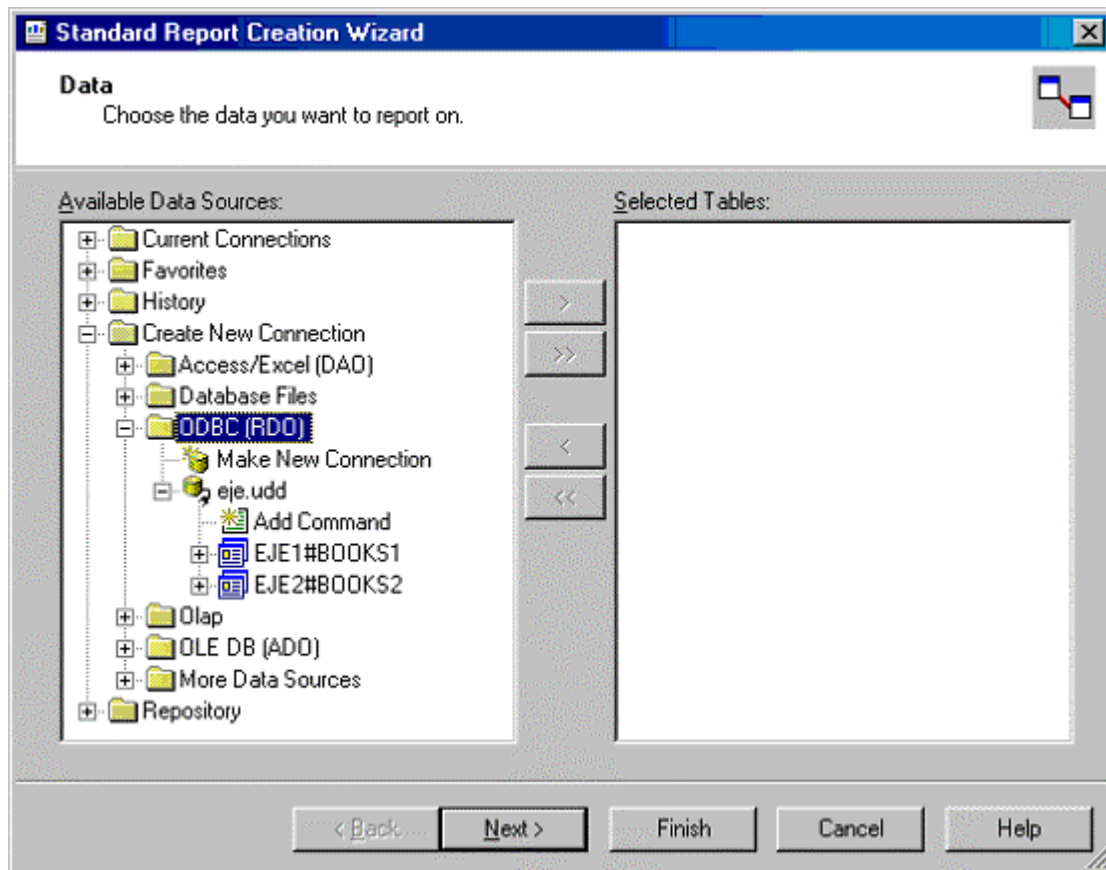 Standard Report Creation Wizard
Data
Choose the data you want to report on.
Available Data Sources:
Current Connections
Favorites
History
Create New Connection
Access/Excel (DAO)
Database Files
ODBC (RDO)
Make New Connection
eje.udd
Add Command
EJE1#BOOKS1
EJE2#BOOKS2
Olap
OLE DB (ADO)
More Data Sources
Repository
>
>>
<
<<
Selected Tables:
< Back Next > Finish Cancel Help